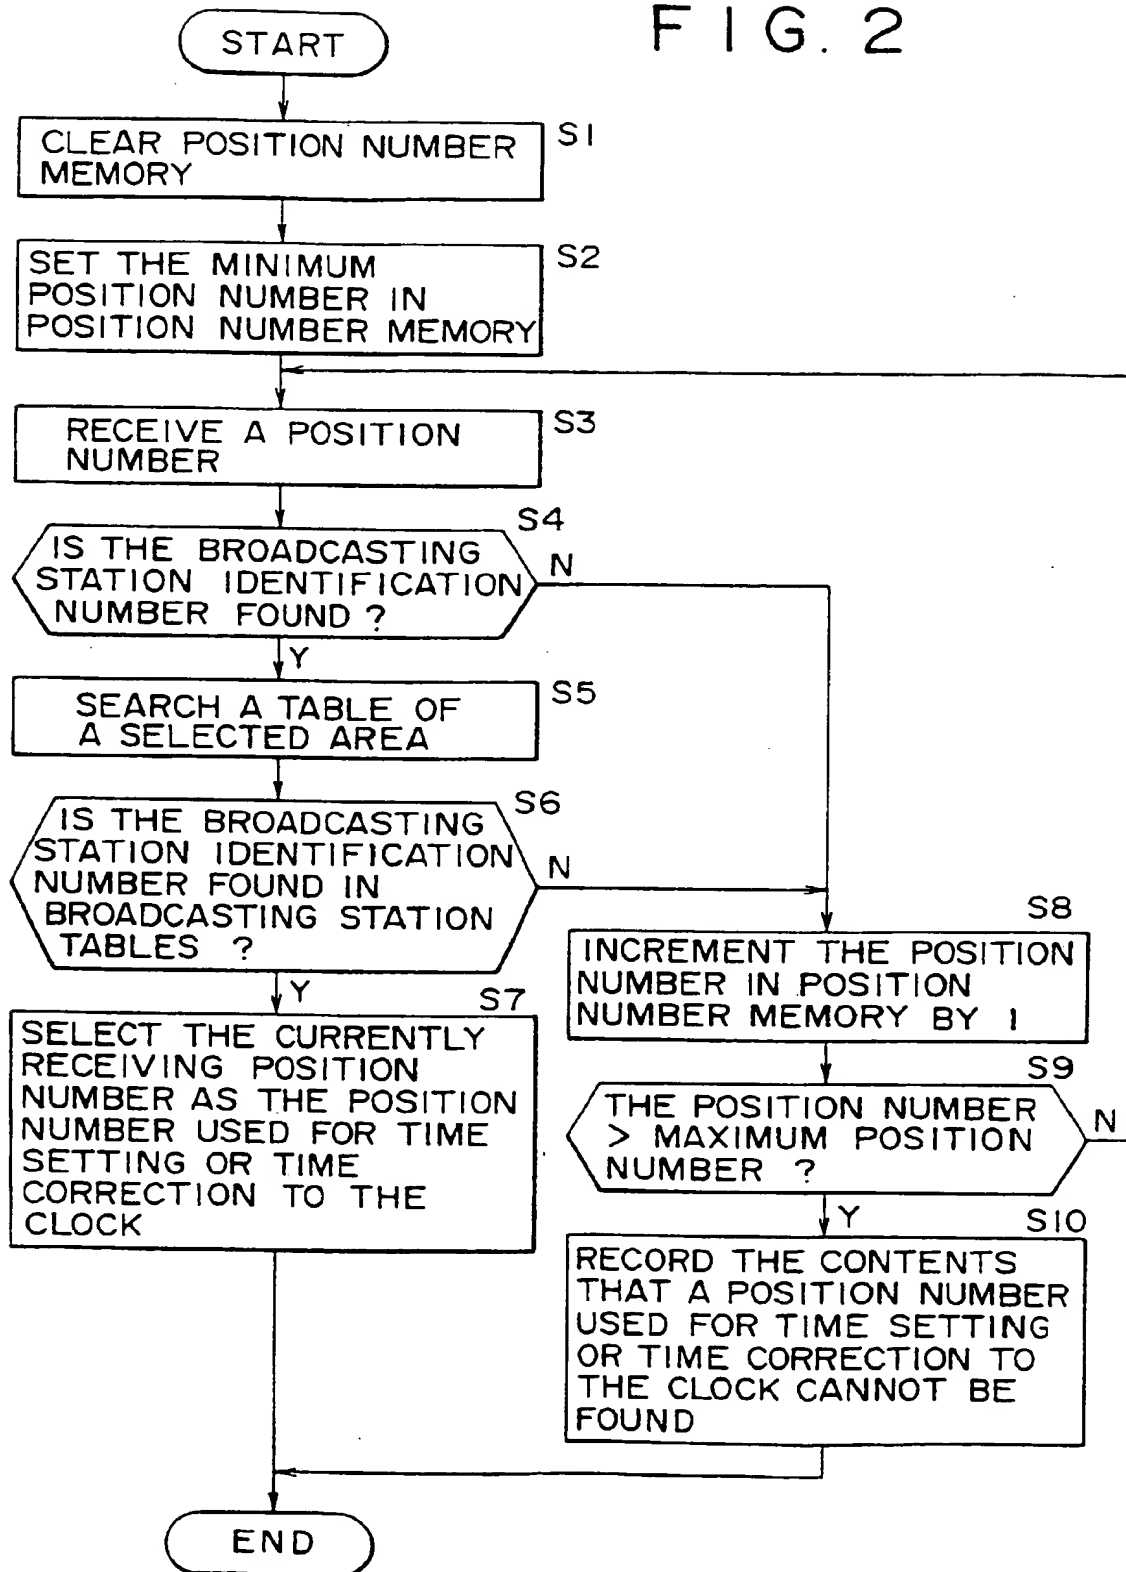 FIG. 2
START
S1
CLEAR POSITION NUMBER
MEMORY
S2
SET THE MINIMUM
POSITION NUMBER IN
POSITION NUMBER MEMORY
S3
RECEIVE A POSITION
NUMBER
S4
IS THE BROADCASTING
STATION IDENTIFICATION
NUMBER FOUND ?
N
Y
S5
SEARCH A TABLE OF
A SELECTED AREA
S6
IS THE BROADCASTING
STATION IDENTIFICATION
NUMBER FOUND IN
BROADCASTING STATION
TABLES ?
N
Y
S7
SELECT THE CURRENTLY
RECEIVING POSITION
NUMBER AS THE POSITION
NUMBER USED FOR TIME
SETTING OR TIME
CORRECTION TO THE
CLOCK
S8
INCREMENT THE POSITION
NUMBER IN POSITION
NUMBER MEMORY BY 1
S9
THE POSITION NUMBER
> MAXIMUM POSITION
NUMBER ?
N
Y
S10
RECORD THE CONTENTS
THAT A POSITION NUMBER
USED FOR TIME SETTING
OR TIME CORRECTION TO
THE CLOCK CANNOT BE
FOUND
END